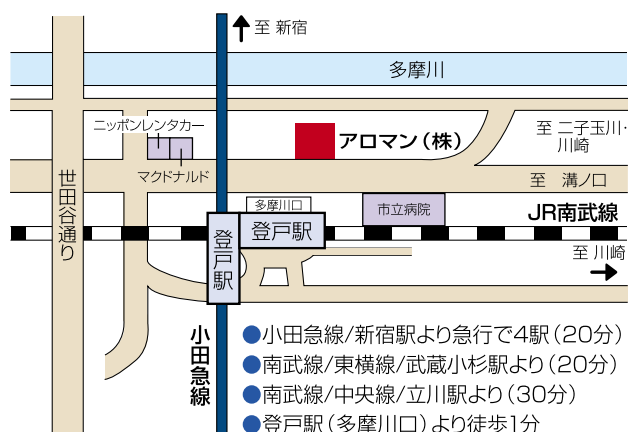 至 新宿
多摩川
ニッポンレンタカー
アロマン（株）
至 二子玉川・
川崎
マクドナルド
至 溝ノ口
世田谷通り
多摩川口
市立病院
JR南武線
登戸駅
登戸駅
至 川崎
小田急線
●小田急線/新宿駅より急行で4駅（20分）
●南武線/東横線/武蔵小杉駅より（20分）
●南武線/中央線/立川駅より（30分）
●登戸駅（多摩川口）より徒歩1分